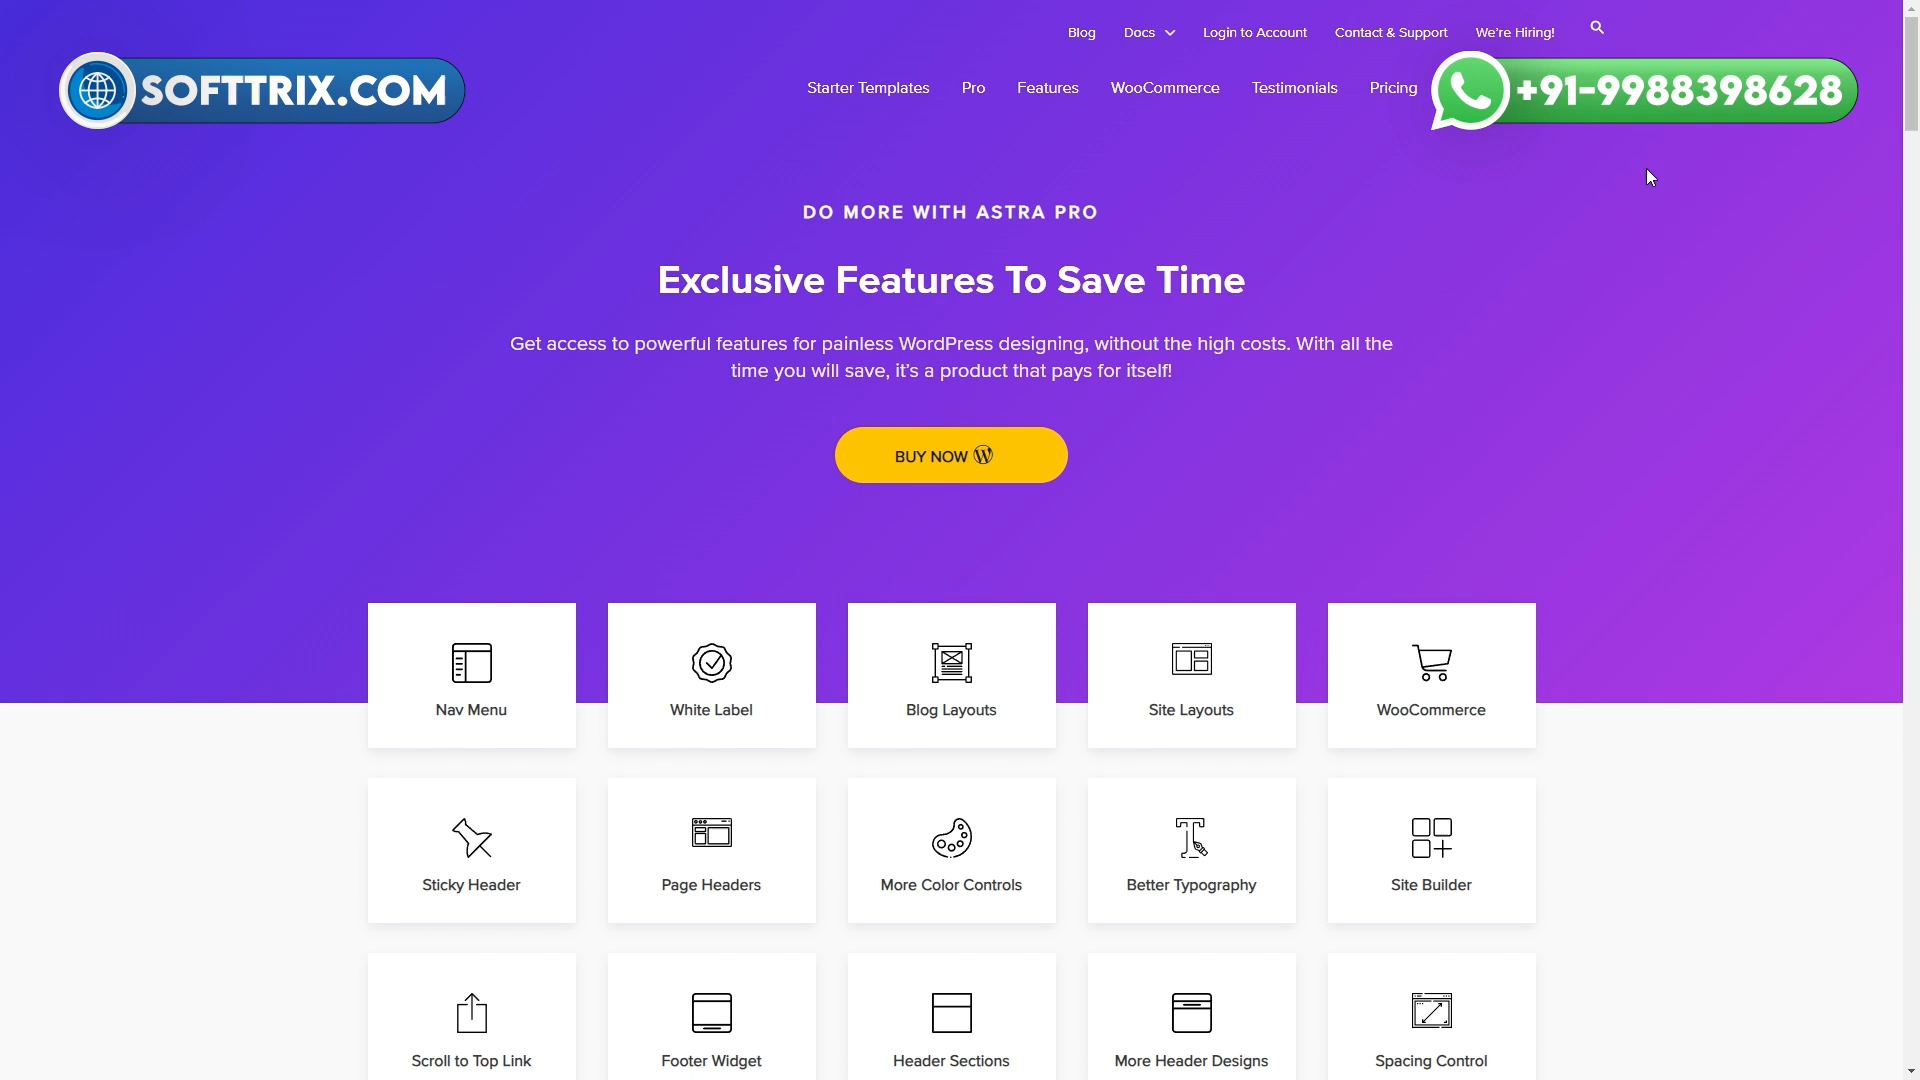 Blog Docs Login to Account Contact & Support We're Hiring!
SOFTTRIX.COM
Starter Templates Pro Features WooCommerce Testimonials Pricing
+91-9988398628
DO MORE WITH ASTRA PRO
Exclusive Features To Save Time
Get access to powerful features for painless WordPress designing, without the high costs. With all the
time you will save, it's a product that pays for itself!
BUY NOW
Nav Menu
White Label
Blog Layouts
Site Layouts
WooCommerce
Sticky Header
Page Headers
More Color Controls
Better Typography
Site Builder
Scroll to Top Link
Footer Widget
Header Sections
More Header Designs
Spacing Control